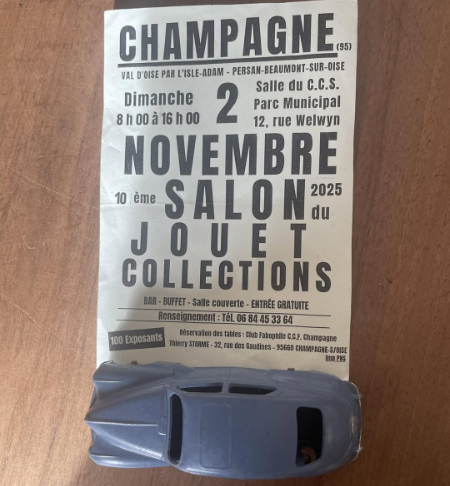 CHAMPAGNE (95)
VAL D'OISE PAR L'ISLE-ADAM - PERSAN-BEAUMONT-SUR-OISE
Dimanche
8 h 00 à 16 h 00
2
Salle du C.C.S.
Parc Municipal
12, rue Welwyn
NOVEMBRE
10 ème SALON 2025 du
JOUET
COLLECTIONS
BAR - BUFFET - Salle couverte - ENTRÉE GRATUITE
Renseignement : Tél. 06 84 45 33 64
100 Exposants
Réservation des tables : Club Fabophile C.G.F. Champagne
Thierry STORME - 32, rue des Gaudines - 95660 CHAMPAGNE-S/OISE
Imp PNS